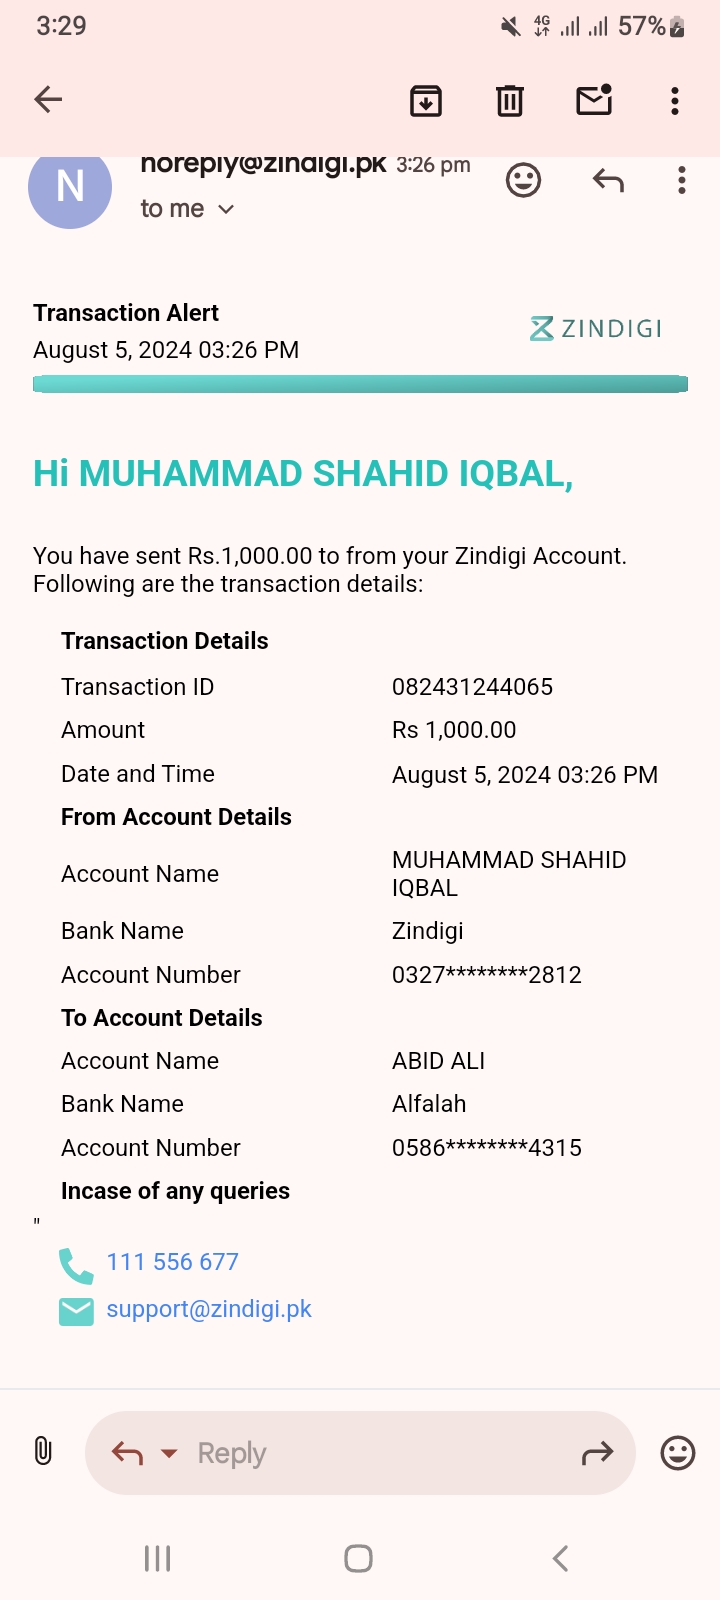 3:29
4G
57%
N
noreply@zindigi.pk 3:26 pm
to me
Transaction Alert
August 5, 2024 03:26 PM
ZINDIGI
Hi MUHAMMAD SHAHID IQBAL,
You have sent Rs.1,000.00 to from your Zindigi Account.
Following are the transaction details:
Transaction Details
Transaction ID 082431244065
Amount Rs 1,000.00
Date and Time August 5, 2024 03:26 PM
From Account Details
Account Name MUHAMMAD SHAHID
IQBAL
Bank Name Zindigi
Account Number 0327********2812
To Account Details
Account Name ABID ALI
Bank Name Alfalah
Account Number 0586********4315
Incase of any queries
"
111 556 677
support@zindigi.pk
Reply